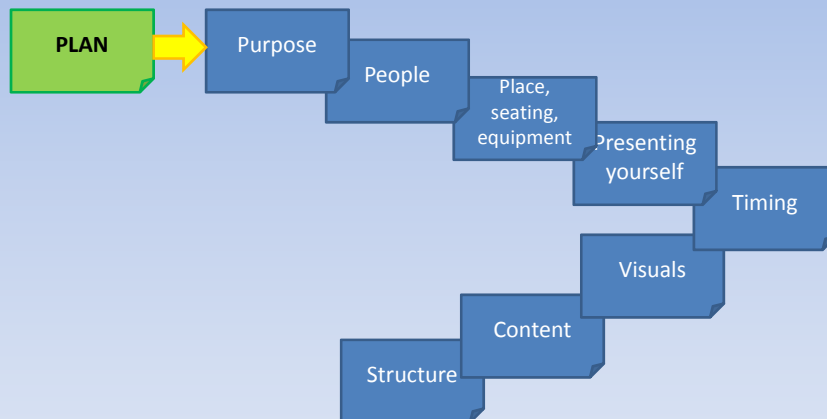 PLAN
Purpose
People
Place,
seating,
equipment
Presenting
yourself
Timing
Visuals
Content
Structure